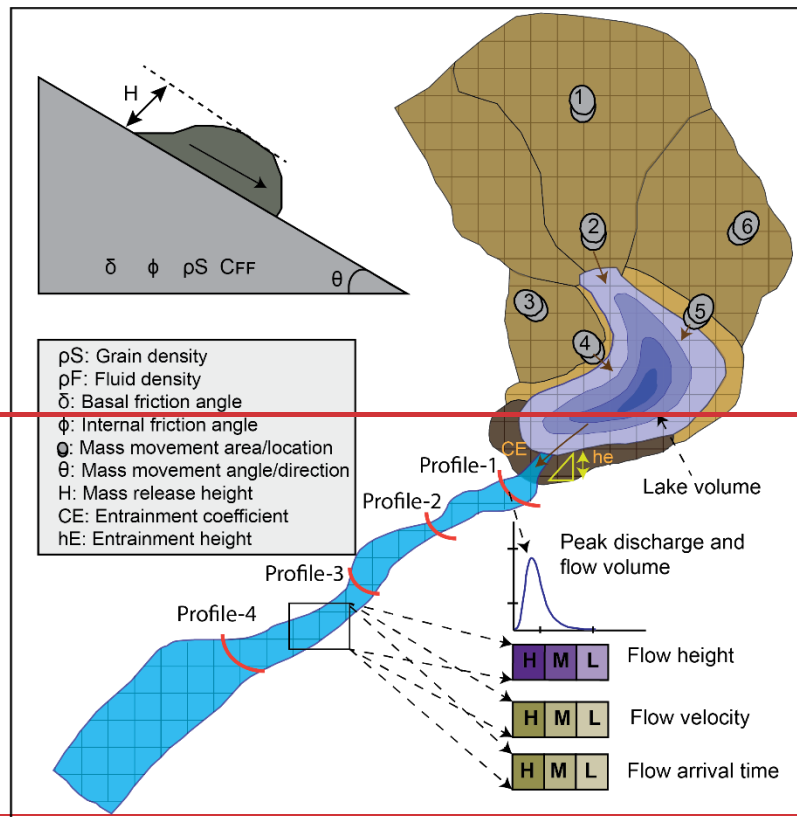 H
δ ϕ ρS CFF
θ
1
2
6
3
5
4
ρS: Grain density
ρF: Fluid density
δ: Basal friction angle
ϕ: Internal friction angle
: Mass movement area/location
θ: Mass movement angle/direction
H: Mass release height
CE: Entrainment coefficient
hE: Entrainment height
CE
he
Lake volume
Profile-1
Profile-2
Profile-3
Profile-4
Peak discharge and
flow volume
H M L Flow height
H M L Flow velocity
H M L Flow arrival time